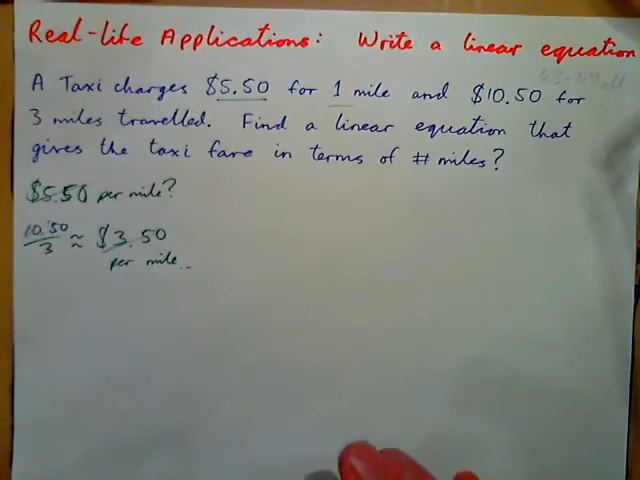 Real-life Applications: Write a linear equation
A Taxi charges $5.50 for 1 mile and $10.50 for
3 miles travelled. Find a linear equation that
gives the taxi fare in terms of # miles?
$5.50 per mile?
10.50/3 ≈ $3.50
per mile..